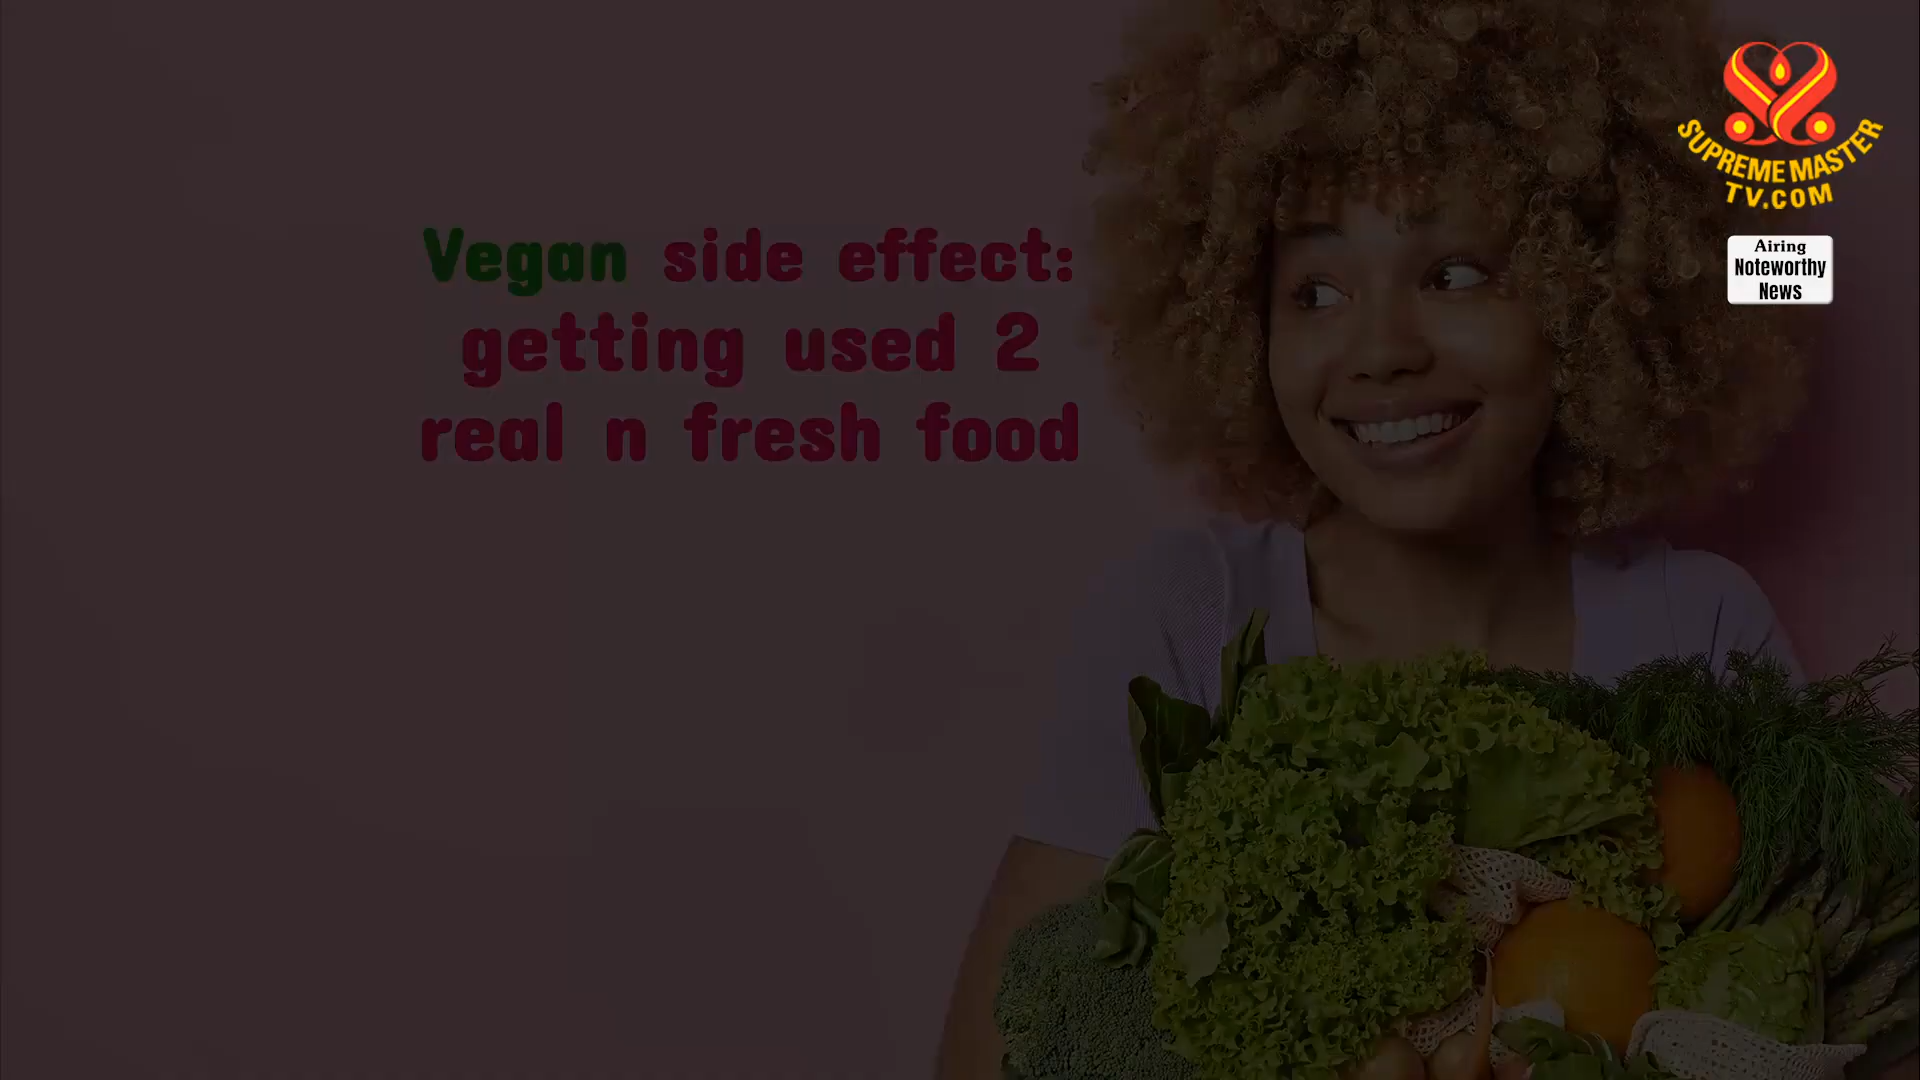 Vegan side effect:
getting used 2
real n fresh food
SUPREME MASTER
TV.COM
Airing
Noteworthy
News